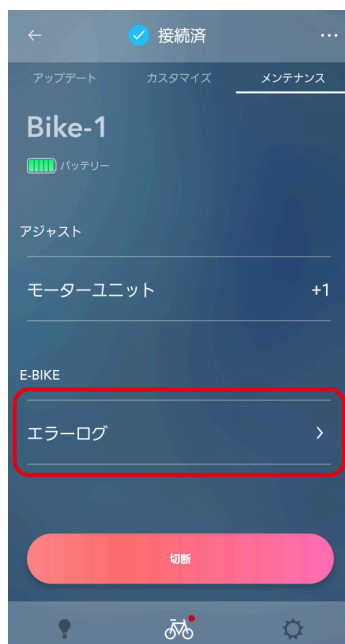 接続済
アップデート カスタマイズ メンテナンス
Bike-1
バッテリー
アジャスト
モーターユニット +1
E-BIKE
エラーログ
切断